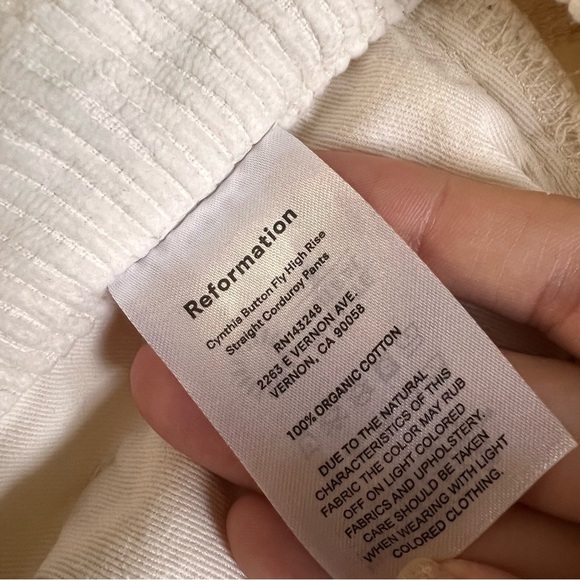 Reformation
Cynthia Button Fly High Rise
Straight Corduroy Pants
RN143248
2263 E VERNON AVE.
VERNON, CA 90058
100% ORGANIC COTTON
DUE TO THE NATURAL
CHARACTERISTICS OF THIS
FABRIC THE COLOR MAY RUB
OFF ON LIGHT COLORED
FABRICS AND UPHOLSTERY.
CARE SHOULD BE TAKEN
WHEN WEARING WITH LIGHT
COLORED CLOTHING.